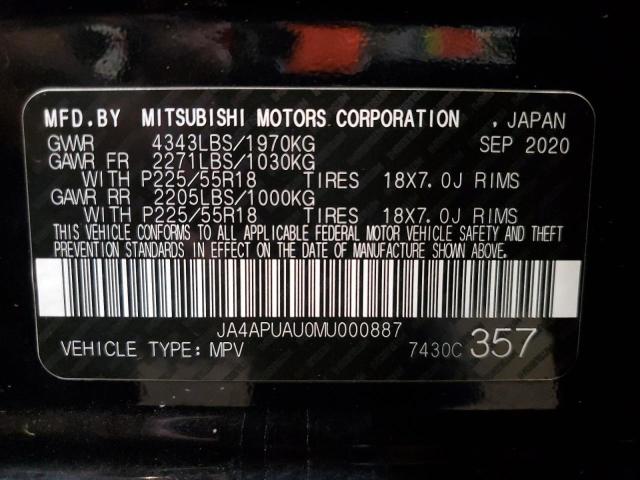 MFD.BY MITSUBISHI MOTORS CORPORATION . JAPAN
GVWR 4343LBS/1970KG SEP 2020
GAWR FR 2271LBS/1030KG
WITH P225/55R18 TIRES 18X7.0J RIMS
GAWR RR 2205LBS/1000KG
WITH P225/55R18 TIRES 18X7.0J RIMS
THIS VEHICLE CONFORMS TO ALL APPLICABLE FEDERAL MOTOR VEHICLE SAFETY AND THEFT
PREVENTION STANDARDS IN EFFECT ON THE DATE OF MANUFACTURE SHOWN ABOVE.
JA4APUAU0MU000887
VEHICLE TYPE: MPV 7430C 357